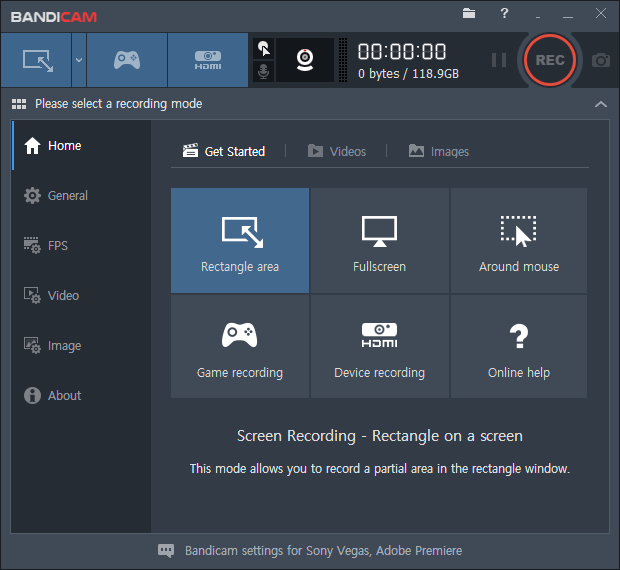 BANDICAM
?
HDMI
00:00:00
0 bytes / 118.9GB
REC
Please select a recording mode
Home
General
FPS
Video
Image
About
Get Started
Videos
Images
Rectangle area
Fullscreen
Around mouse
HDMI
?
Game recording
Device recording
Online help
Screen Recording - Rectangle on a screen
This mode allows you to record a partial area in the rectangle window.
Bandicam settings for Sony Vegas, Adobe Premiere